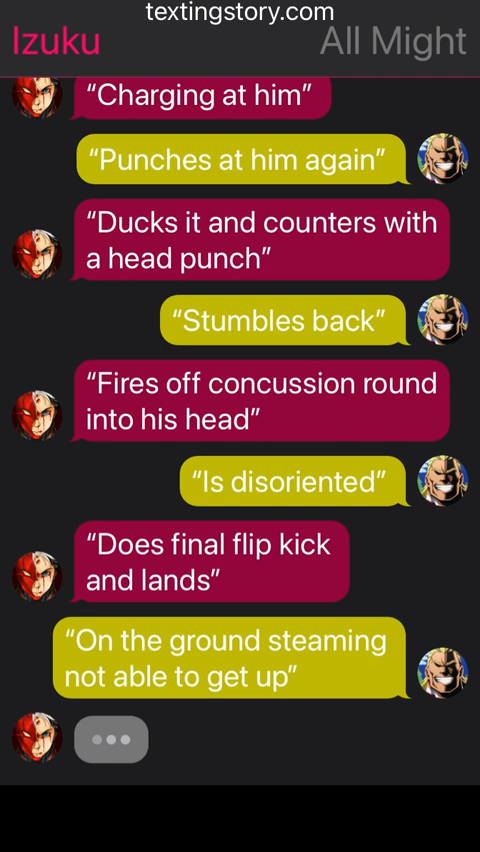 textingstory.com
Izuku
All Might
“Charging at him”
“Punches at him again”
“Ducks it and counters with
a head punch”
“Stumbles back”
“Fires off concussion round
into his head”
“Is disoriented”
“Does final flip kick
and lands”
“On the ground steaming
not able to get up”